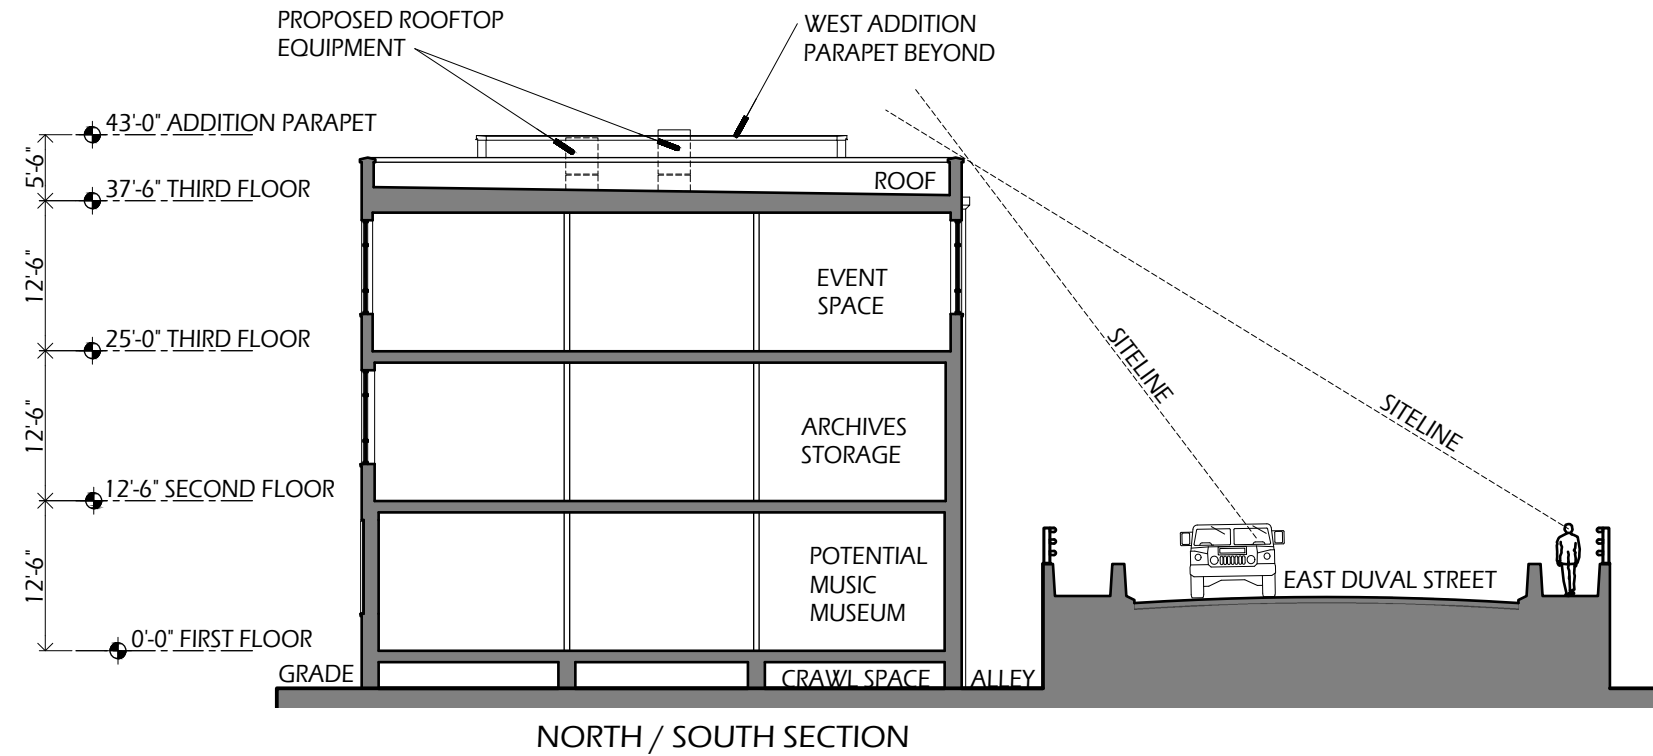 PROPOSED ROOFTOP
EQUIPMENT
WEST ADDITION
PARAPET BEYOND
43'-0" ADDITION PARAPET
5'-6"
37'-6" THIRD FLOOR
ROOF
12'-6"
EVENT
SPACE
25'-0" THIRD FLOOR
SITELINE
SITELINE
12'-6"
ARCHIVES
STORAGE
12'-6" SECOND FLOOR
12'-6"
POTENTIAL
MUSIC
MUSEUM
EAST DUVAL STREET
0'-0" FIRST FLOOR
GRADE
CRAWL SPACE
ALLEY
NORTH / SOUTH SECTION